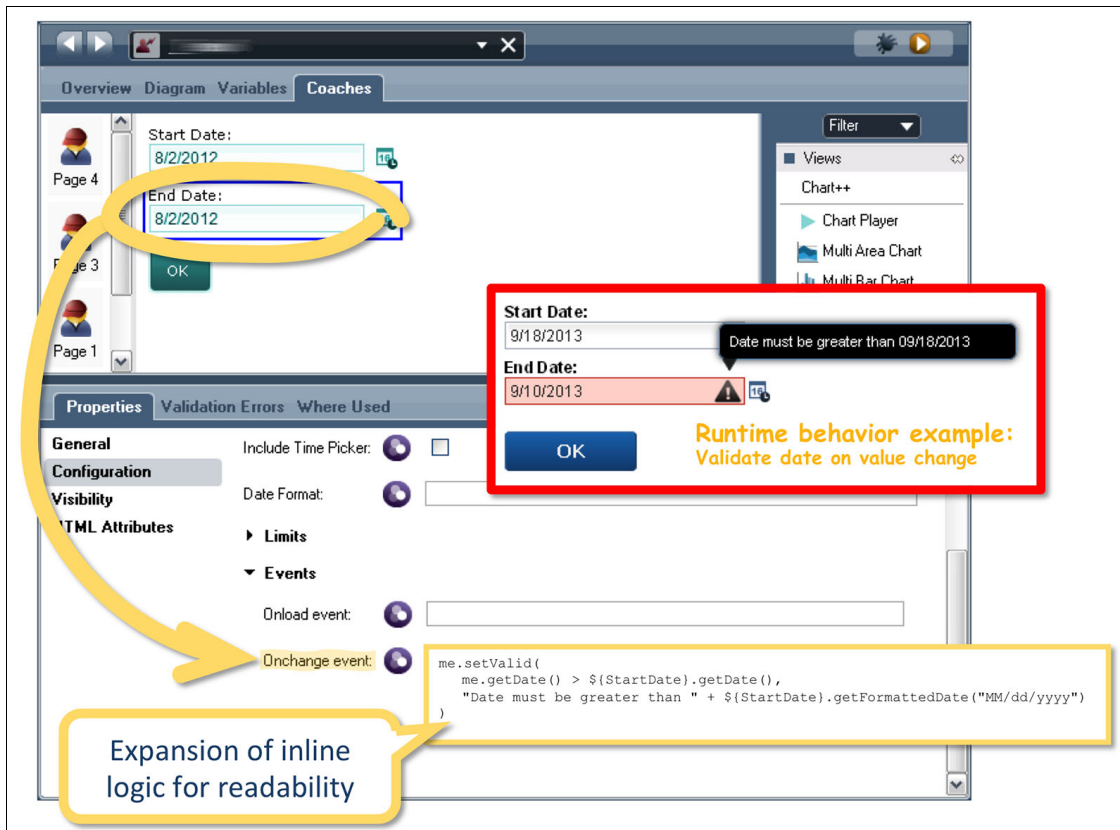 Overview Diagram Variables Coaches
Filter
Page 4
Page 3
Page 1
Start Date:
8/2/2012
16
End Date:
8/2/2012
OK
Views
Chart++
Chart Player
Multi Area Chart
Multi Bar Chart
Start Date:
9/18/2013
Date must be greater than 09/18/2013
End Date:
9/10/2013
16
OK
Runtime behavior example:
Validate date on value change
Properties Validation Errors Where Used
General
Configuration
Visibility
HTML Attributes
Include Time Picker:
Date Format:
Limits
Events
Onload event:
Onchange event:
me.setValid(
me.getDate() > ${StartDate}.getDate(),
"Date must be greater than " + ${StartDate}.getFormattedDate("MM/dd/yyyy")
)
Expansion of inline
logic for readability